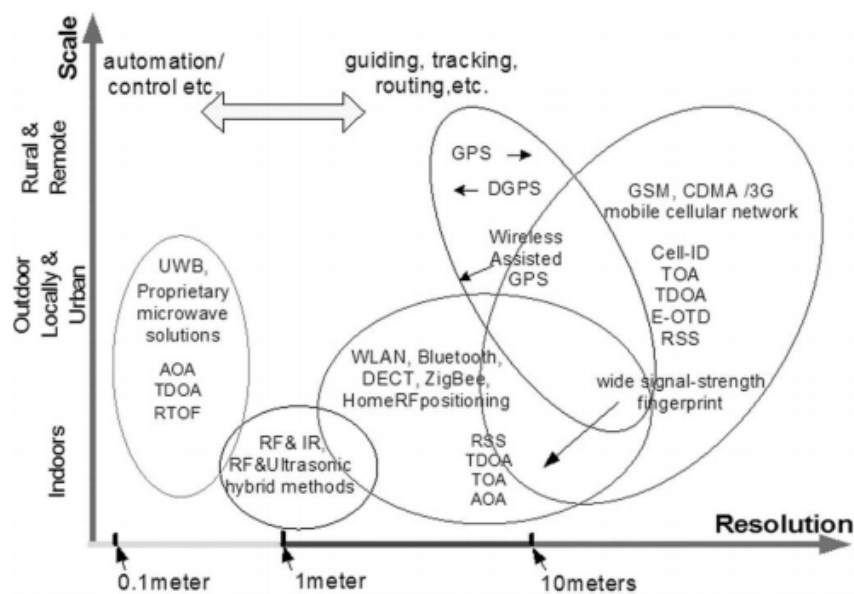 Scale
automation/
control etc.
guiding, tracking,
routing,etc.
Rural &
Remote
Outdoor
Locally &
Urban
Indoors
GPS
DGPS
Wireless
Assisted
GPS
GSM, CDMA /3G
mobile cellular network
Cell-ID
TOA
TDOA
E-OTD
RSS
UWB,
Proprietary
microwave
solutions
AOA
TDOA
RTOF
WLAN, Bluetooth,
DECT, ZigBee,
HomeRFpositioning
wide signal-strength
fingerprint
RF& IR,
RF&Ultrasonic
hybrid methods
RSS
TDOA
TOA
AOA
Resolution
0.1meter
1meter
10meters